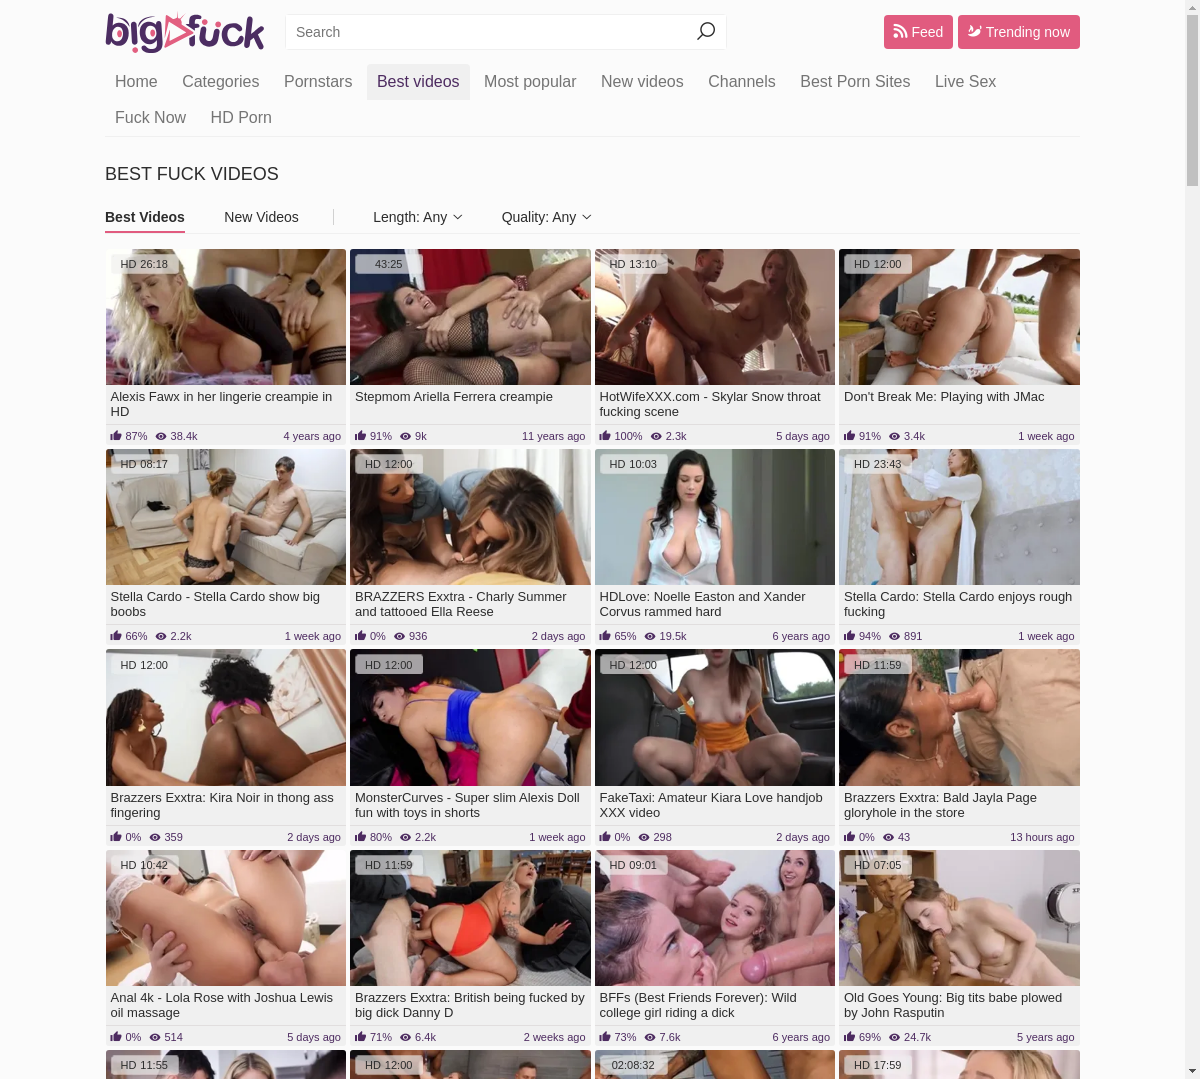 bigfuck
Search
Feed
Trending now
Home Categories Pornstars Best videos Most popular New videos Channels Best Porn Sites Live Sex
Fuck Now HD Porn
BEST FUCK VIDEOS
Best Videos New Videos Length: Any Quality: Any
HD 26:18
43:25
HD 13:10
HD 12:00
Alexis Fawx in her lingerie creampie in
HD
87% 38.4k 4 years ago
Stepmom Ariella Ferrera creampie
91% 9k 11 years ago
HotWifeXXX.com - Skylar Snow throat
fucking scene
100% 2.3k 5 days ago
Don't Break Me: Playing with JMac
91% 3.4k 1 week ago
HD 08:17
HD 12:00
HD 10:03
HD 23:43
Stella Cardo - Stella Cardo show big
boobs
66% 2.2k 1 week ago
BRAZZERS Exxtra - Charly Summer
and tattooed Ella Reese
0% 936 2 days ago
HDLove: Noelle Easton and Xander
Corvus rammed hard
65% 19.5k 6 years ago
Stella Cardo: Stella Cardo enjoys rough
fucking
94% 891 1 week ago
HD 12:00
HD 12:00
HD 12:00
HD 11:59
Brazzers Exxtra: Kira Noir in thong ass
fingering
0% 359 2 days ago
MonsterCurves - Super slim Alexis Doll
fun with toys in shorts
80% 2.2k 1 week ago
FakeTaxi: Amateur Kiara Love handjob
XXX video
0% 298 2 days ago
Brazzers Exxtra: Bald Jayla Page
gloryhole in the store
0% 43 13 hours ago
HD 10:42
HD 11:59
HD 09:01
HD 07:05
Anal 4k - Lola Rose with Joshua Lewis
oil massage
0% 514 5 days ago
Brazzers Exxtra: British being fucked by
big dick Danny D
71% 6.4k 2 weeks ago
BFFs (Best Friends Forever): Wild
college girl riding a dick
73% 7.6k 6 years ago
Old Goes Young: Big tits babe plowed
by John Rasputin
69% 24.7k 5 years ago
HD 11:55
HD 12:00
02:08:32
HD 17:59